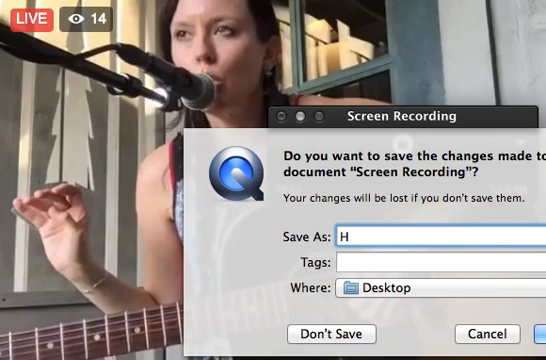 LIVE 14
Screen Recording
Do you want to save the changes made to
document “Screen Recording”?
Your changes will be lost if you don’t save them.
Save As: H
Tags:
Where: Desktop
Don’t Save Cancel